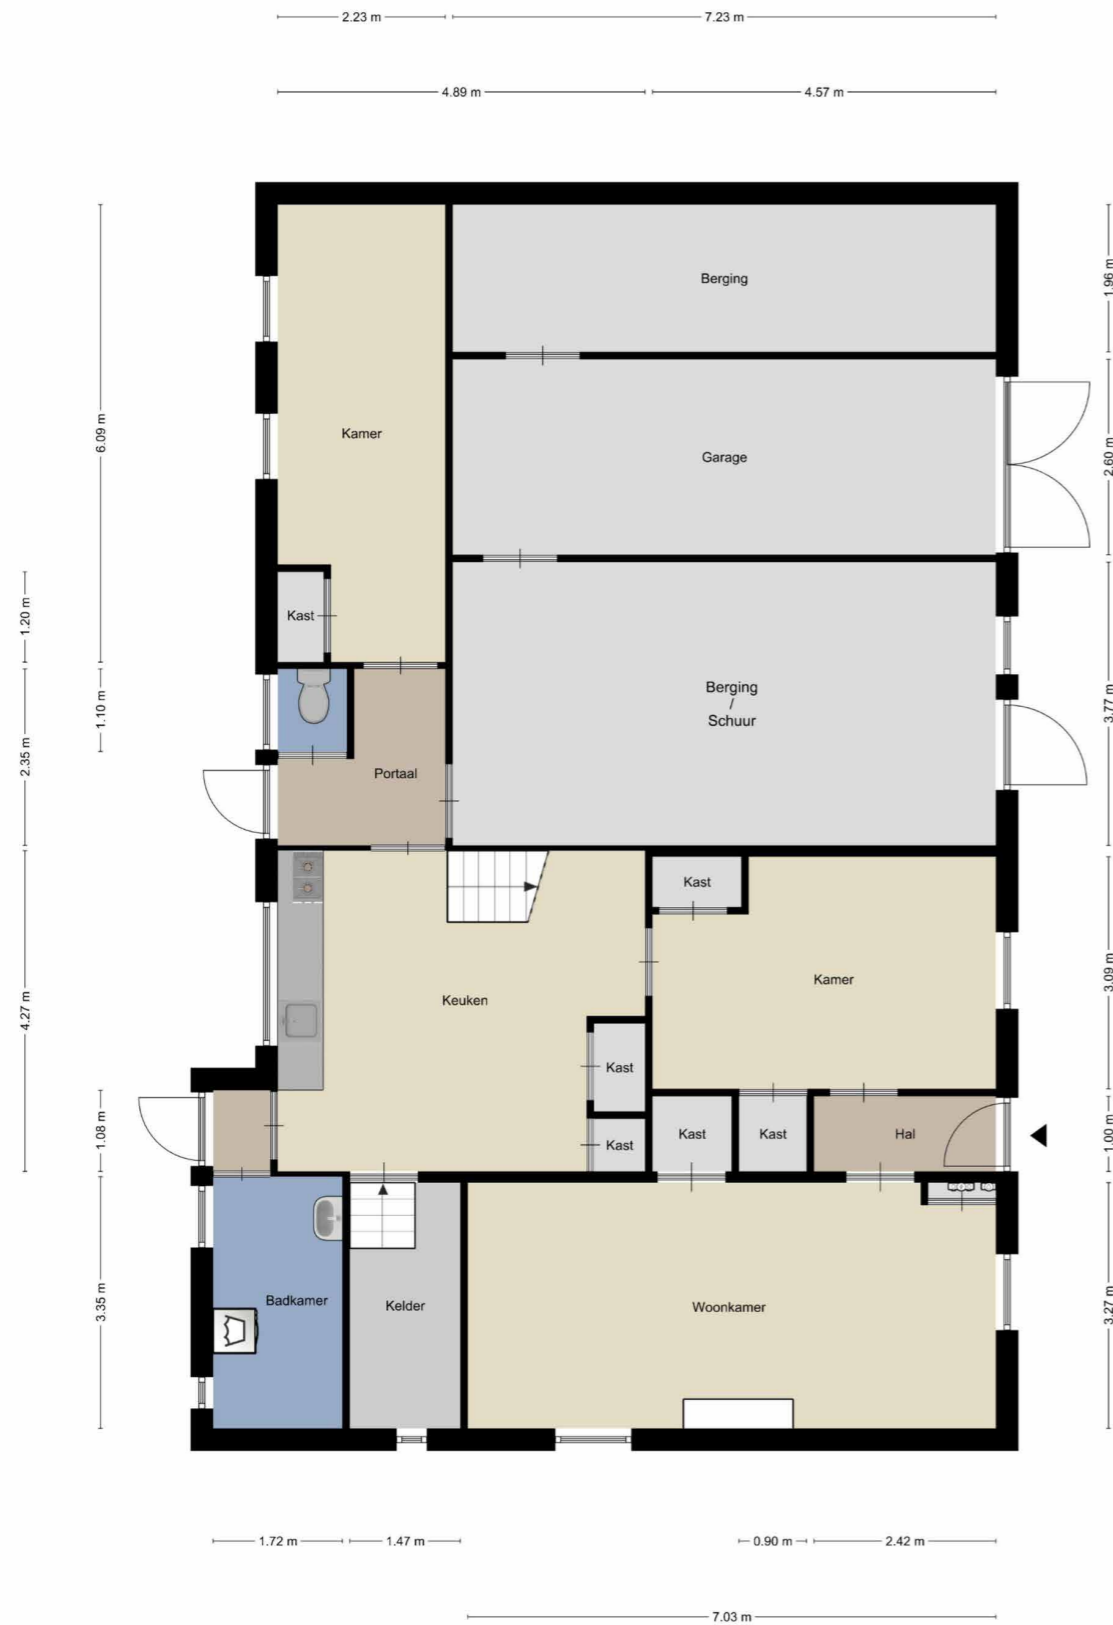 2.23 m
7.23 m
4.89 m
4.57 m
Berging
1.96 m
Kamer
6.09 m
Garage
2.60 m
Kast
1.20 m
Berging
/
Schuur
3.77 m
1.10 m
2.35 m
Portaal
Kast
Kamer
3.09 m
Keuken
4.27 m
Kast
Kast
Kast
Kast
Hal
1.08 m
1.00 m
Badkamer
Kelder
Woonkamer
3.35 m
3.27 m
1.72 m
1.47 m
0.90 m
2.42 m
7.03 m